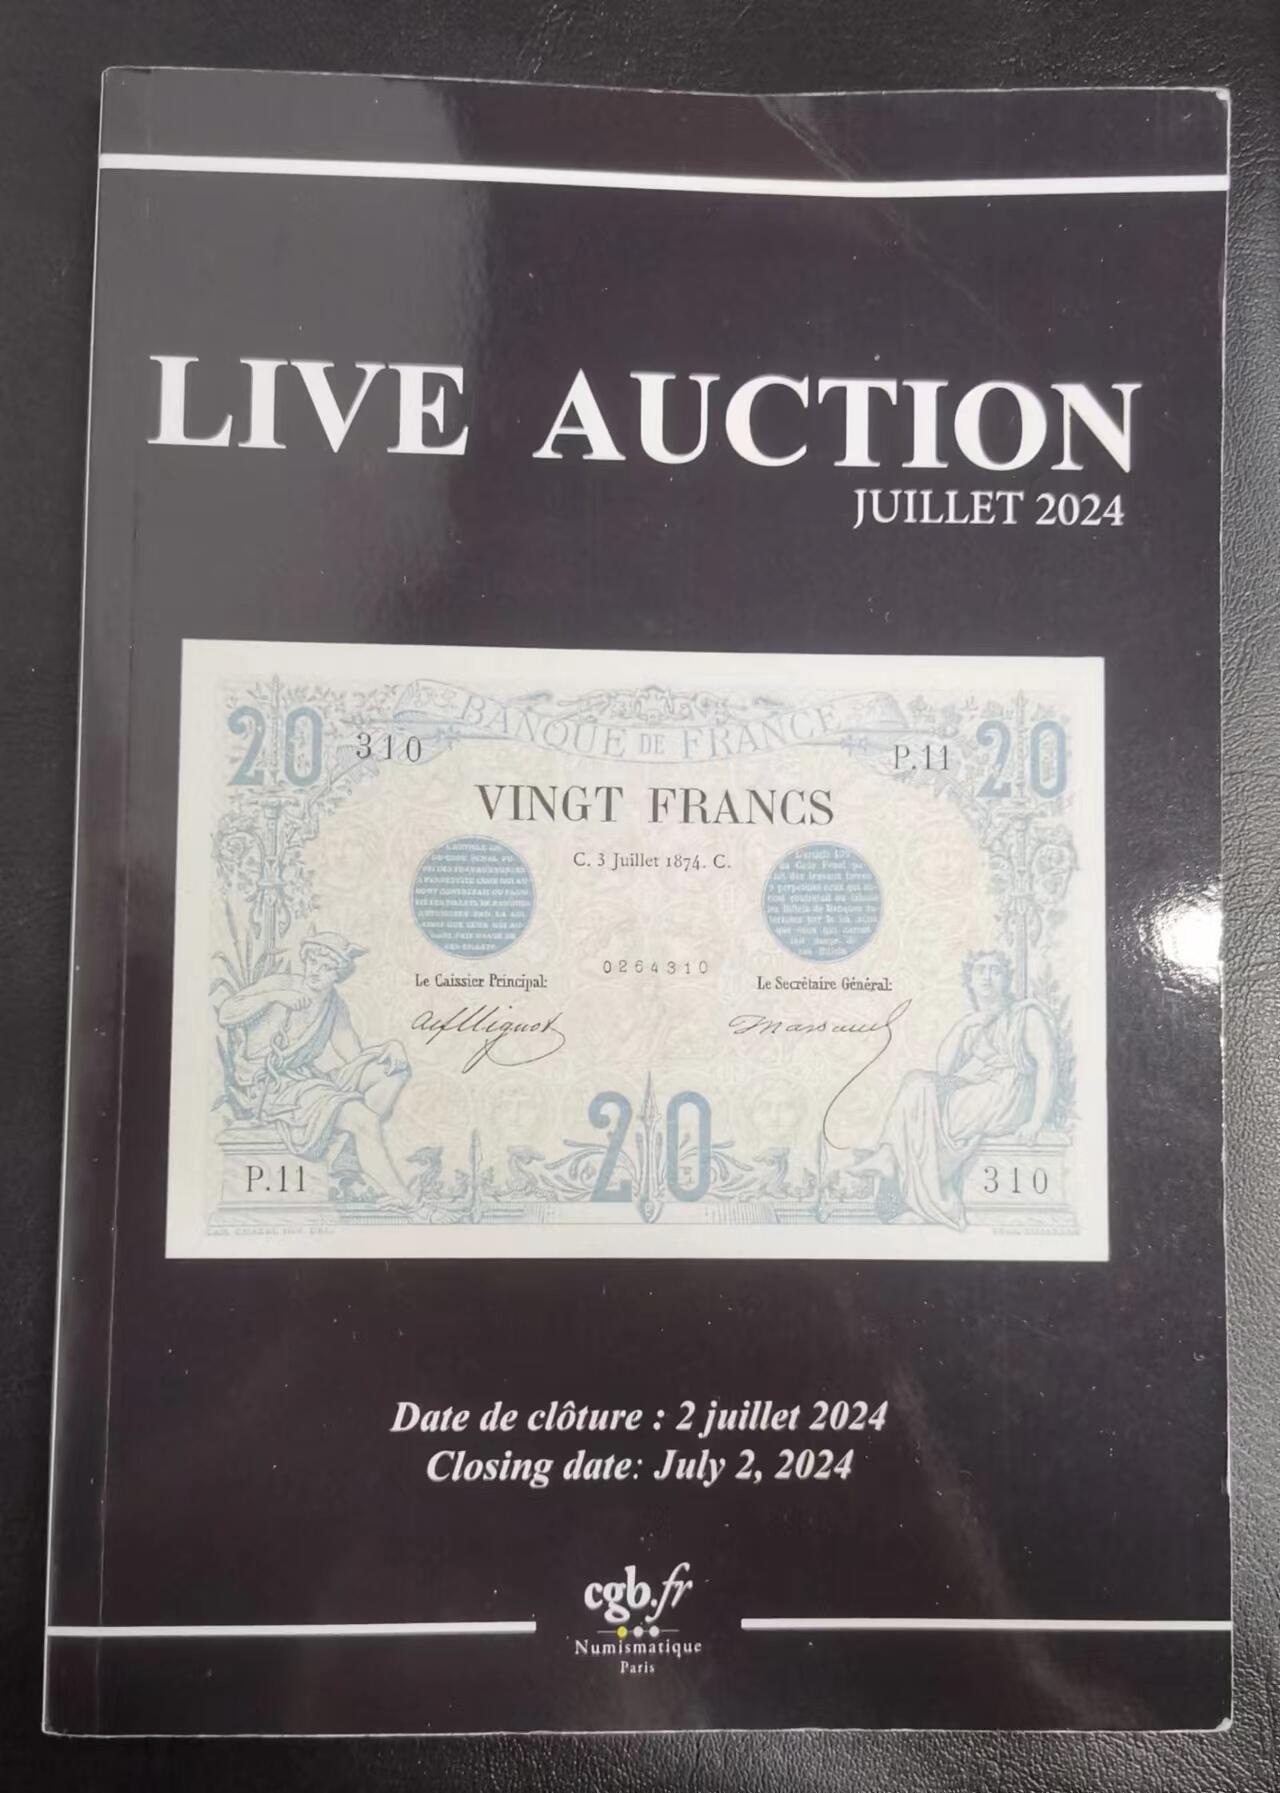 LIVE AUCTION
JUILLET 2024
BANQUE DE FRANCE
20 310 P.11 20
VINGT FRANCS
C. 3 Juillet 1874. C.
0264310
Le Caissier Principal:
Le Secrétaire Général:
20
P.11
310
Date de clôture : 2 juillet 2024
Closing date: July 2, 2024
cgb.fr
Numismatique
Paris